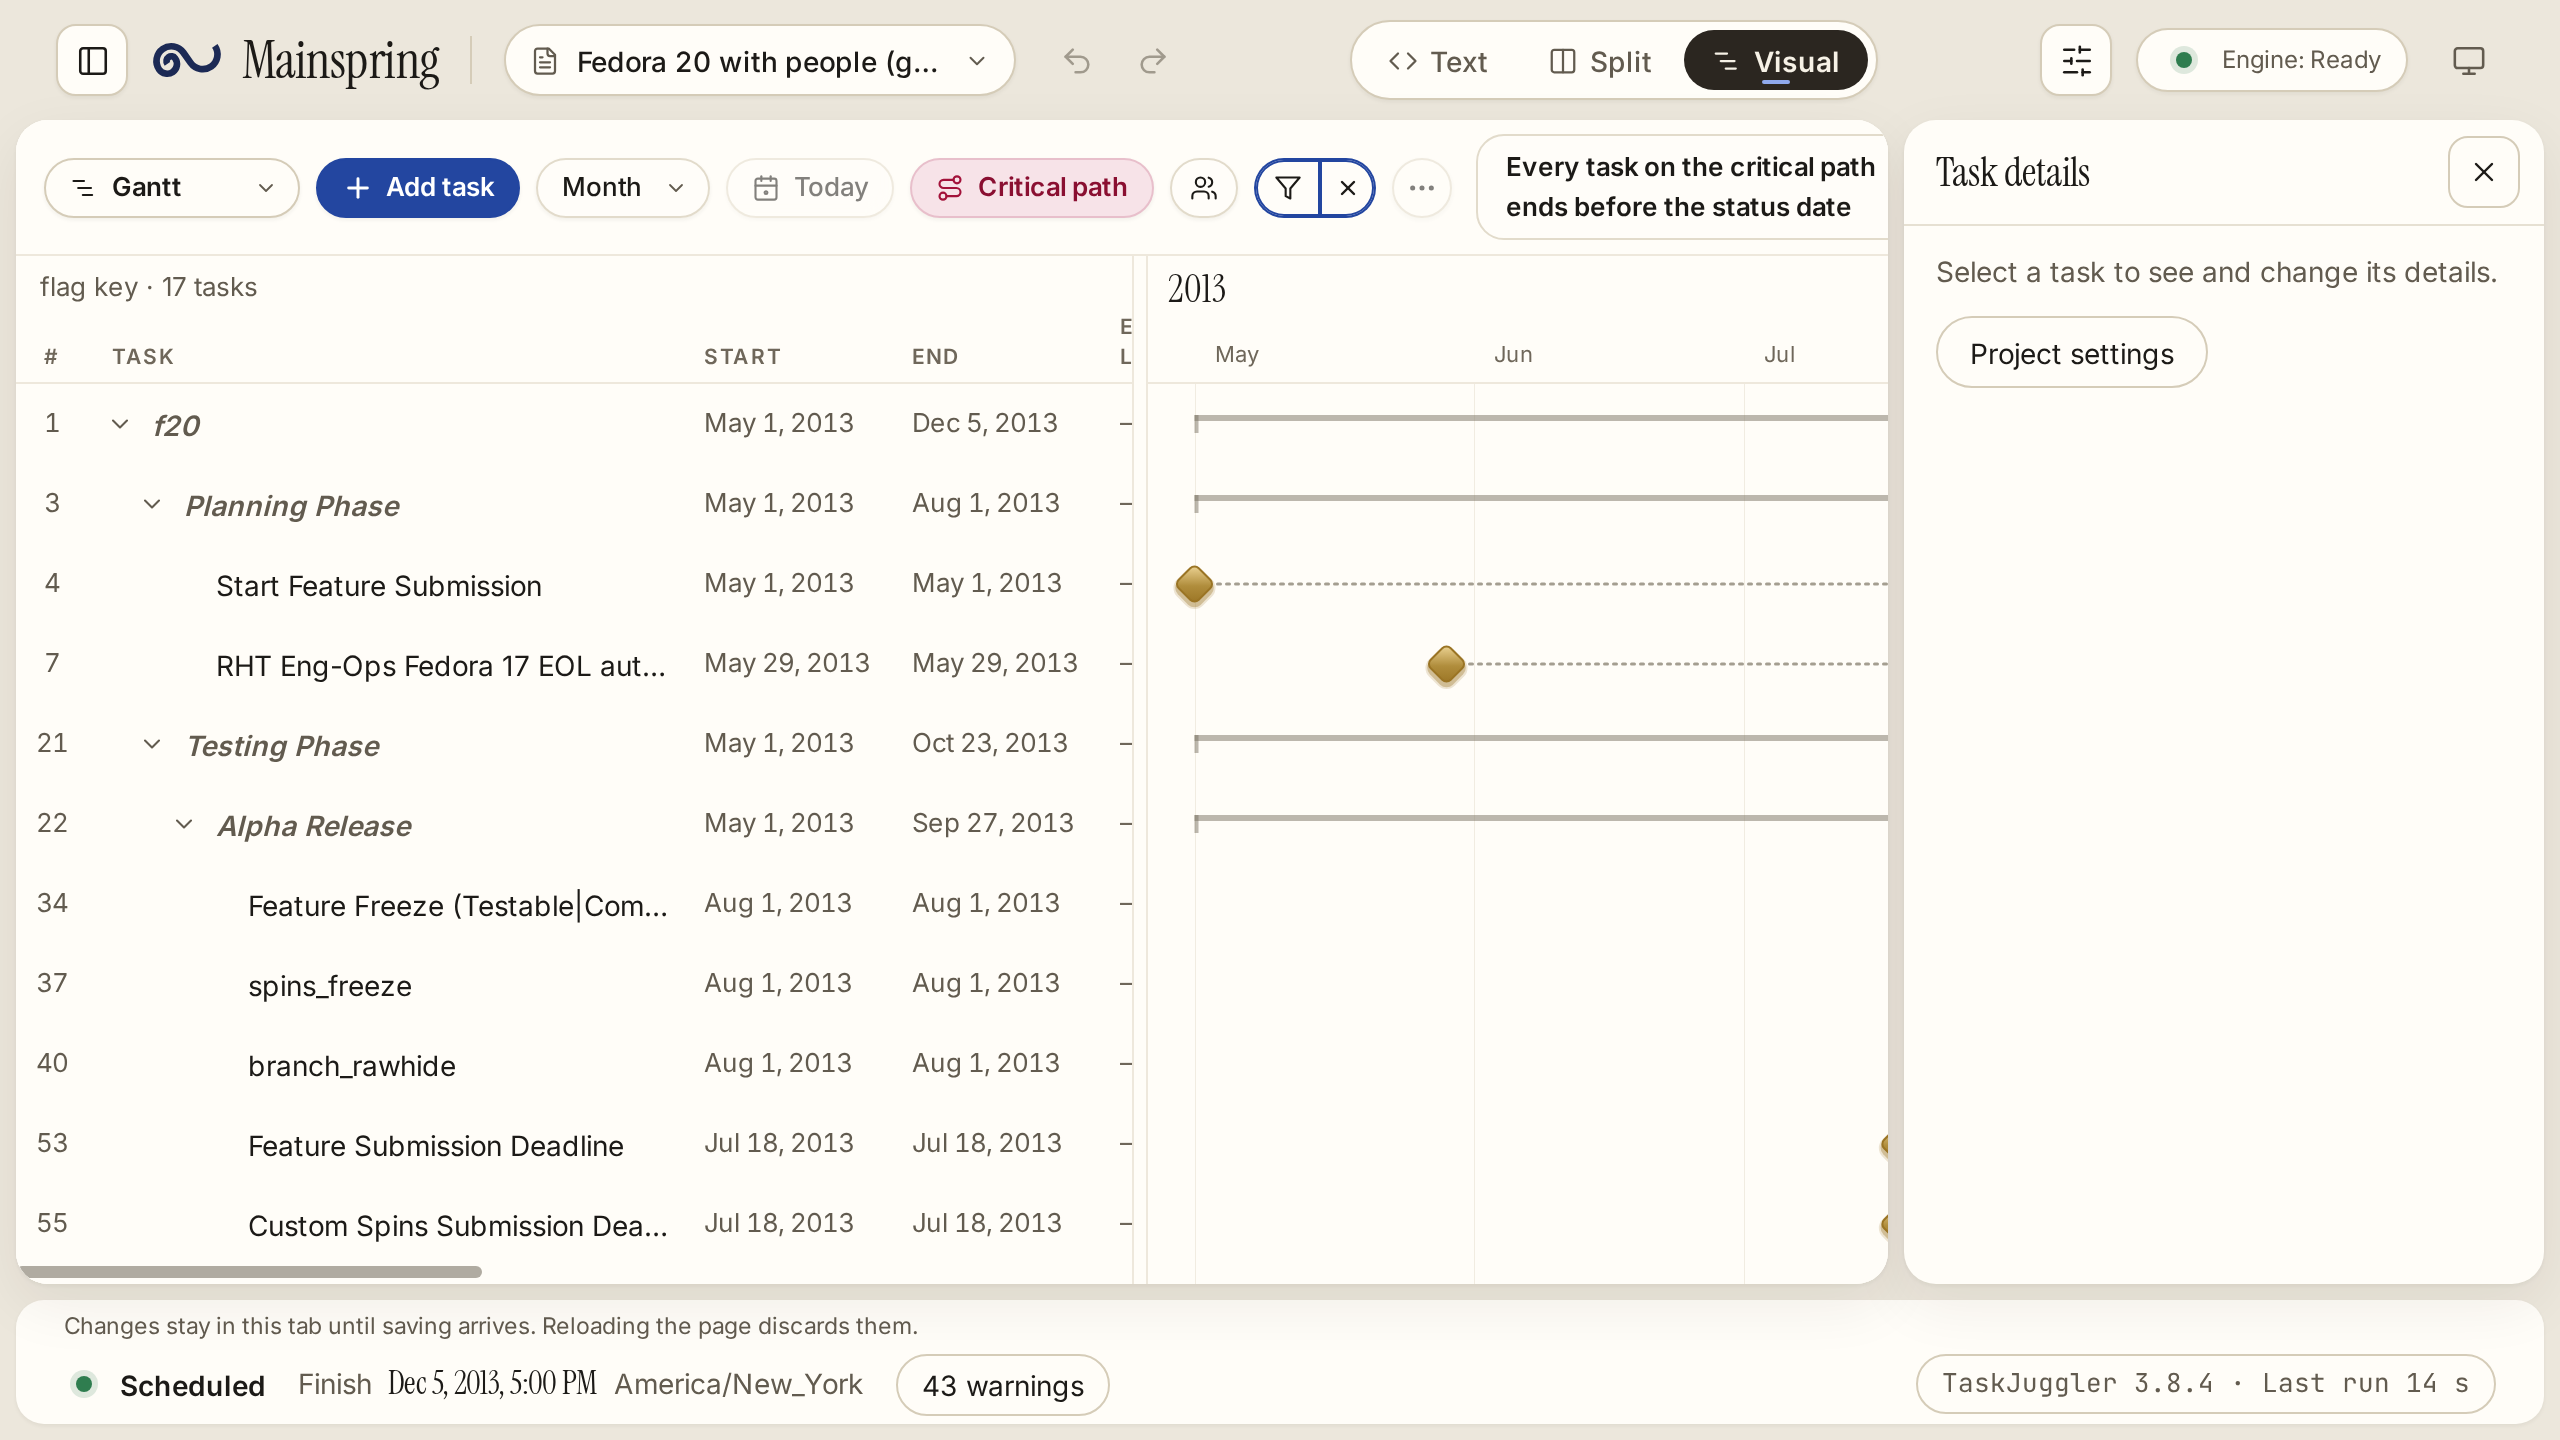 Mainspring
Fedora 20 with people (g...
Text
Split
Visual
Engine: Ready
Gantt
Add task
Month
Today
Critical path
Every task on the critical path
ends before the status date
Task details
Select a task to see and change its details.
Project settings
flag key · 17 tasks
2013
# TASK START END E
L
May Jun Jul
1 f20 May 1, 2013 Dec 5, 2013 –
3 Planning Phase May 1, 2013 Aug 1, 2013 –
4 Start Feature Submission May 1, 2013 May 1, 2013 –
7 RHT Eng-Ops Fedora 17 EOL aut... May 29, 2013 May 29, 2013 –
21 Testing Phase May 1, 2013 Oct 23, 2013 –
22 Alpha Release May 1, 2013 Sep 27, 2013 –
34 Feature Freeze (Testable|Com... Aug 1, 2013 Aug 1, 2013 –
37 spins_freeze Aug 1, 2013 Aug 1, 2013 –
40 branch_rawhide Aug 1, 2013 Aug 1, 2013 –
53 Feature Submission Deadline Jul 18, 2013 Jul 18, 2013 –
55 Custom Spins Submission Dea... Jul 18, 2013 Jul 18, 2013 –
Changes stay in this tab until saving arrives. Reloading the page discards them.
Scheduled Finish Dec 5, 2013, 5:00 PM America/New_York 43 warnings
TaskJuggler 3.8.4 · Last run 14 s